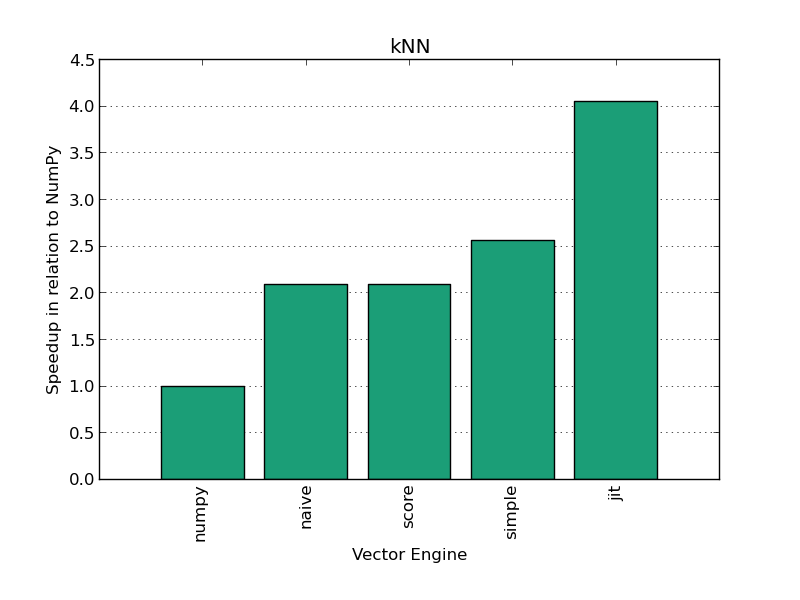 kNN
4.5
4.0
3.5
3.0
2.5
2.0
1.5
1.0
0.5
0.0
Speedup in relation to NumPy
numpy
naive
score
simple
jit
Vector Engine